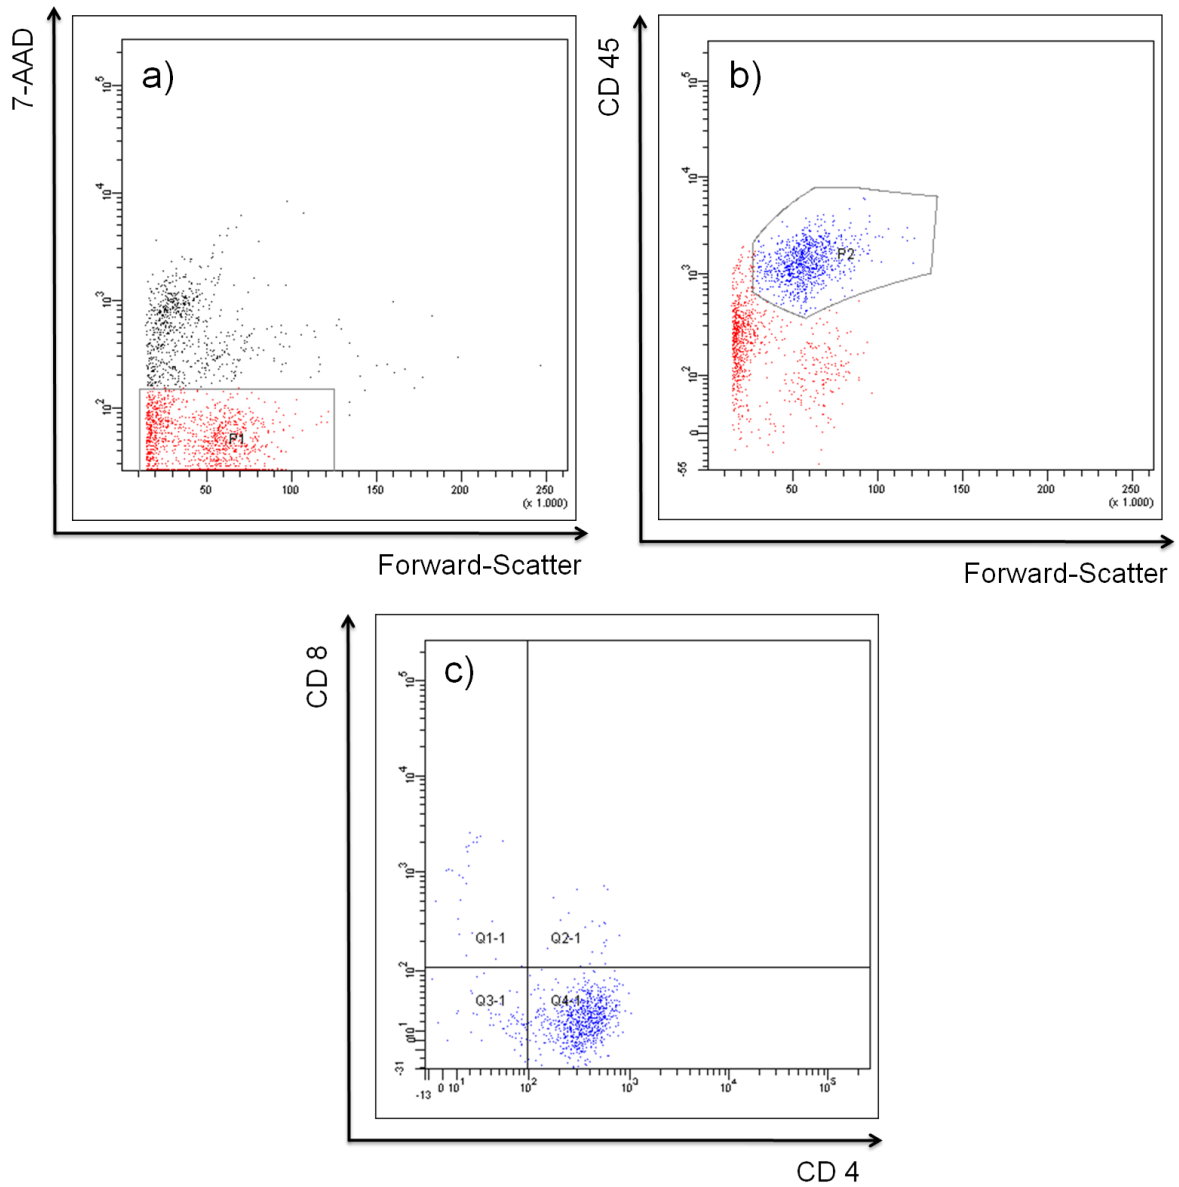 7-AAD
a)
10^5
10^4
10^3
10^2
P1
50 100 150 200 250
(x 1.000)
Forward-Scatter
CD 45
b)
10^5
10^4
10^3
10^2
0
-55
P2
50 100 150 200 250
(x 1.000)
Forward-Scatter
CD 8
c)
10^5
10^4
10^3
10^2
10^1
0
-31
Q1-1 Q2-1
Q3-1 Q4-1
-13 0 10^1 10^2 10^3 10^4 10^5
CD 4